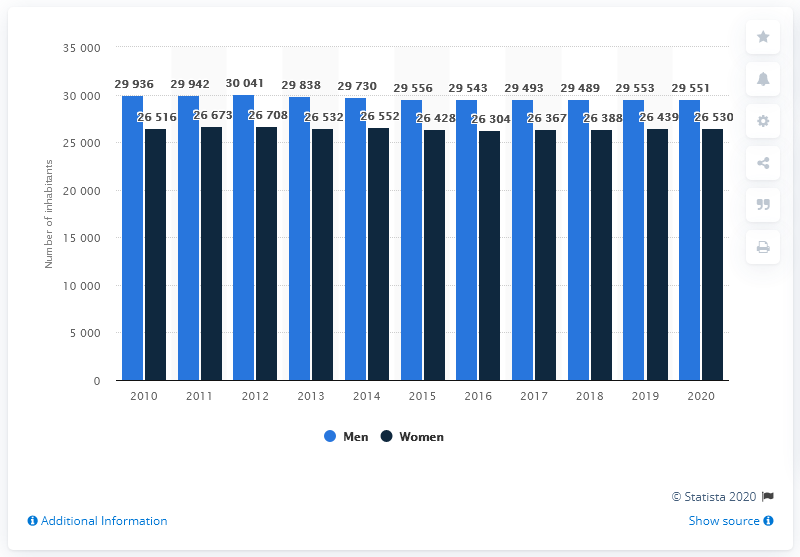 35 000
30 000
25 000
20 000
15 000
10 000
5 000
0
Number of inhabitants
29 936 29 942 30 041 29 838 29 730 29 556 29 543 29 493 29 489 29 553 29 551
26 516 26 673 26 708 26 532 26 552 26 428 26 304 26 367 26 388 26 439 26 530
2010 2011 2012 2013 2014 2015 2016 2017 2018 2019 2020
Men Women
© Statista 2020
Additional Information Show source